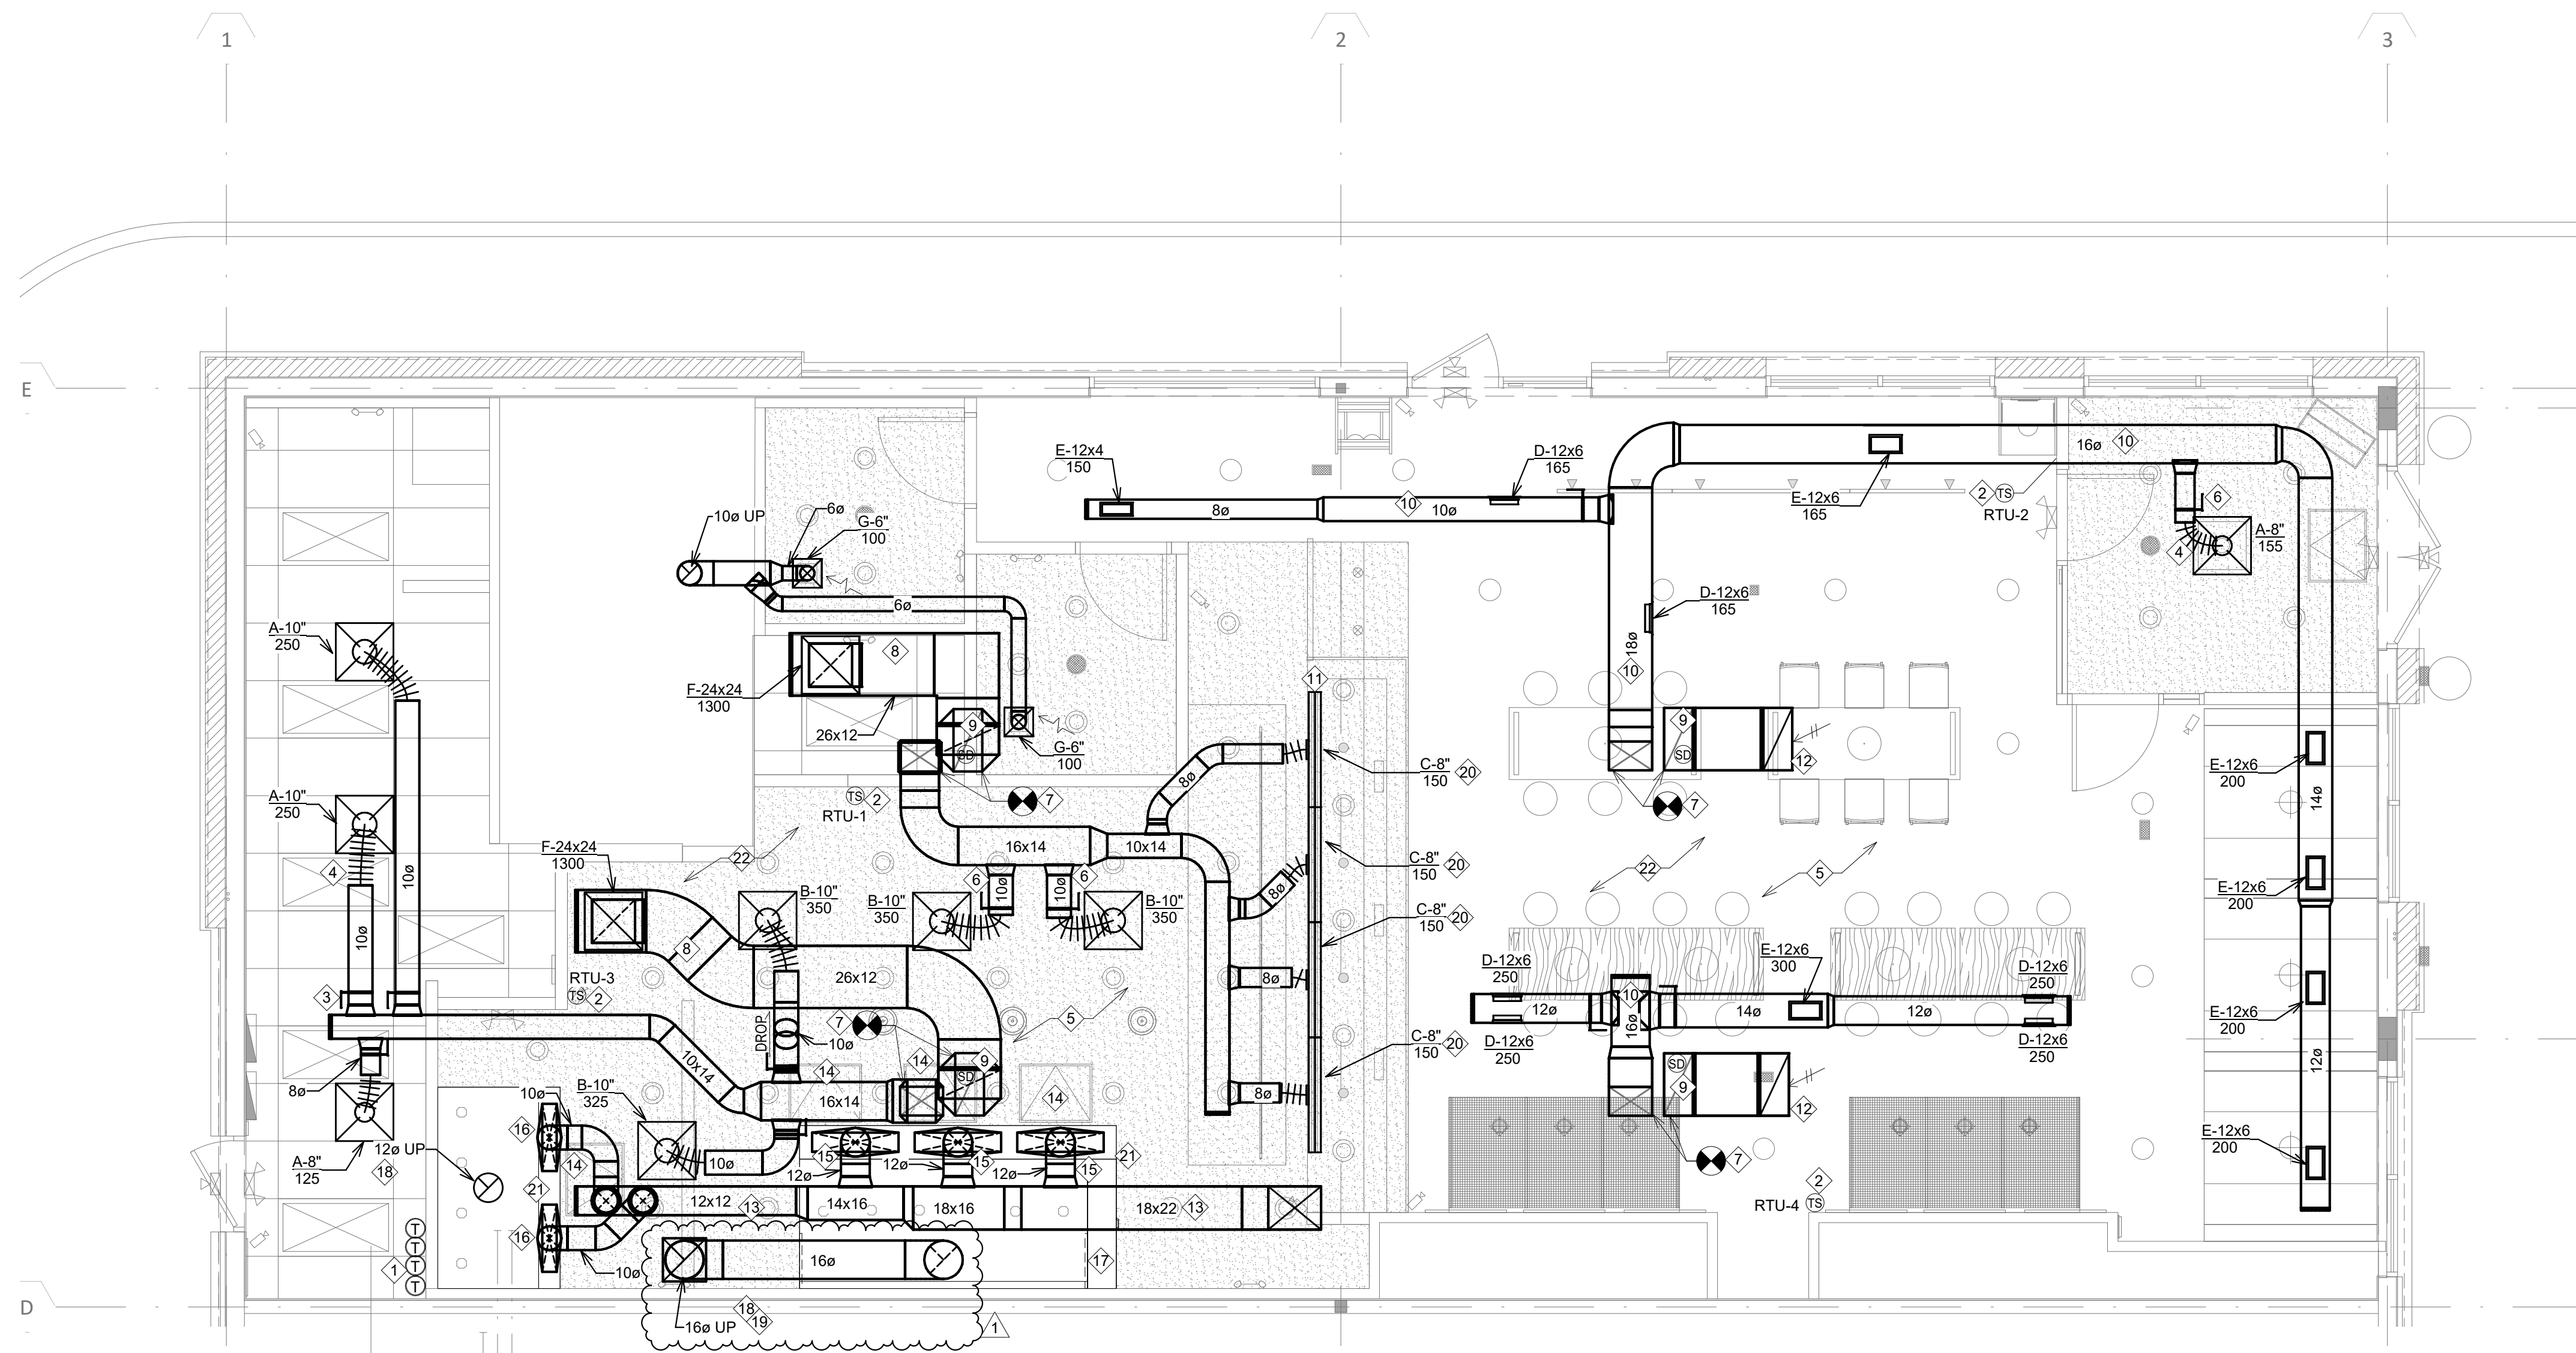 1
2
3
E
E-12x4
150
D-12x6
165
10
8ø
10ø
16ø
10
E-12x6
165
2
TS
RTU-2
6
4
A-8"
155
10ø UP
6ø
G-6"
100
6ø
D-12x6
165
18ø
10
A-10"
250
8
F-24x24
1300
26x12
9
SD
G-6"
100
11
9
SD
12
7
8ø
C-8"
150
20
E-12x6
200
14ø
TS
2
RTU-1
7
A-10"
250
16x14
10x14
22
F-24x24
1300
4
10ø
10ø
6
10ø
10ø
6
B-10"
350
B-10"
350
B-10"
350
8ø
C-8"
150
20
22
5
E-12x6
200
C-8"
150
20
8
26x12
RTU-3
TS
2
3
8ø
D-12x6
250
E-12x6
300
D-12x6
250
12ø
10
16ø
14ø
12ø
E-12x6
200
D-12x6
250
D-12x6
250
C-8"
150
20
7
5
DROP
10ø
10x14
14
14
9
SD
16x14
14
8ø
8ø
SD
9
12
12ø
7
10ø
B-10"
325
16
12ø UP
A-8"
125
18
14
10ø
15
15
15
21
12ø
12ø
12ø
E-12x6
200
21
12x12
13
14x16
18x16
18x22
13
2
RTU-4
TS
16
10ø
T
T
T
T
1
16ø
17
D
18
19
16ø UP
1